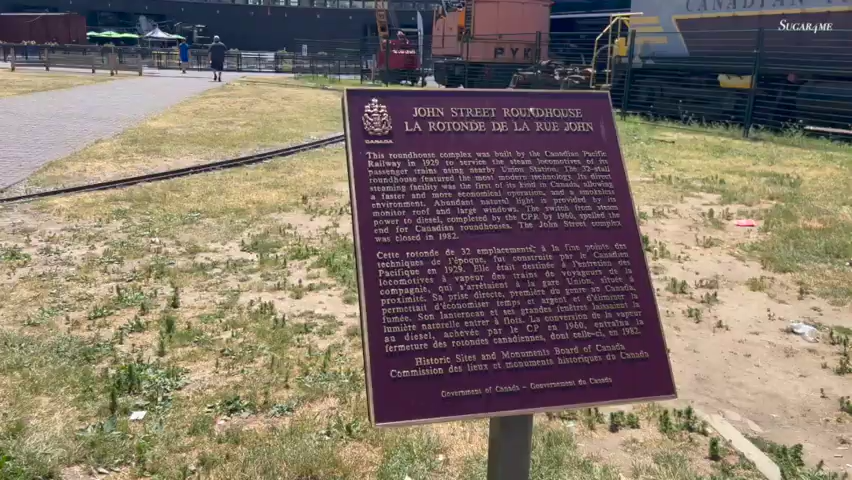 CANADIAN PA
SUGAR4ME
PYK
JOHN STREET ROUNDHOUSE
LA ROTONDE DE LA RUE JOHN
CANADA
This roundhouse complex was built by the Canadian Pacific
Railway in 1929 to service the steam locomotives of its
passenger trains using nearby Union Station. The 32-stall
roundhouse featured the most modern technology. Its direct
steaming facility was the first of its kind in Canada, allowing
a faster and more economical operation, and a smokeless
environment. Abundant natural light is provided by its
monitor roof and large windows. The switch from steam
power to diesel, completed by the CPR by 1960, spelled the
end for Canadian roundhouses. The John Street complex
was closed in 1982.
Cette rotonde de 32 emplacements, à la fine pointe des
techniques de l'époque, fut construite par le Canadien
Pacifique en 1929. Elle était destinée à l'entretien des
locomotives à vapeur des trains de voyageurs de la
compagnie, qui s'arrêtaient à la gare Union, située à
proximité. Sa prise directe, première du genre au Canada,
permettait d'économiser temps et argent et d'éliminer la
fumée. Son lanterneau et ses grandes fenêtres laissaient la
lumière naturelle entrer à flots. La conversion de la vapeur
au diesel, achevée par le CP en 1960, entraîna la
fermeture des rotondes canadiennes, dont celle-ci, en 1982.
Historic Sites and Monuments Board of Canada
Commission des lieux et monuments historiques du Canada
Government of Canada - Gouvernement du Canada